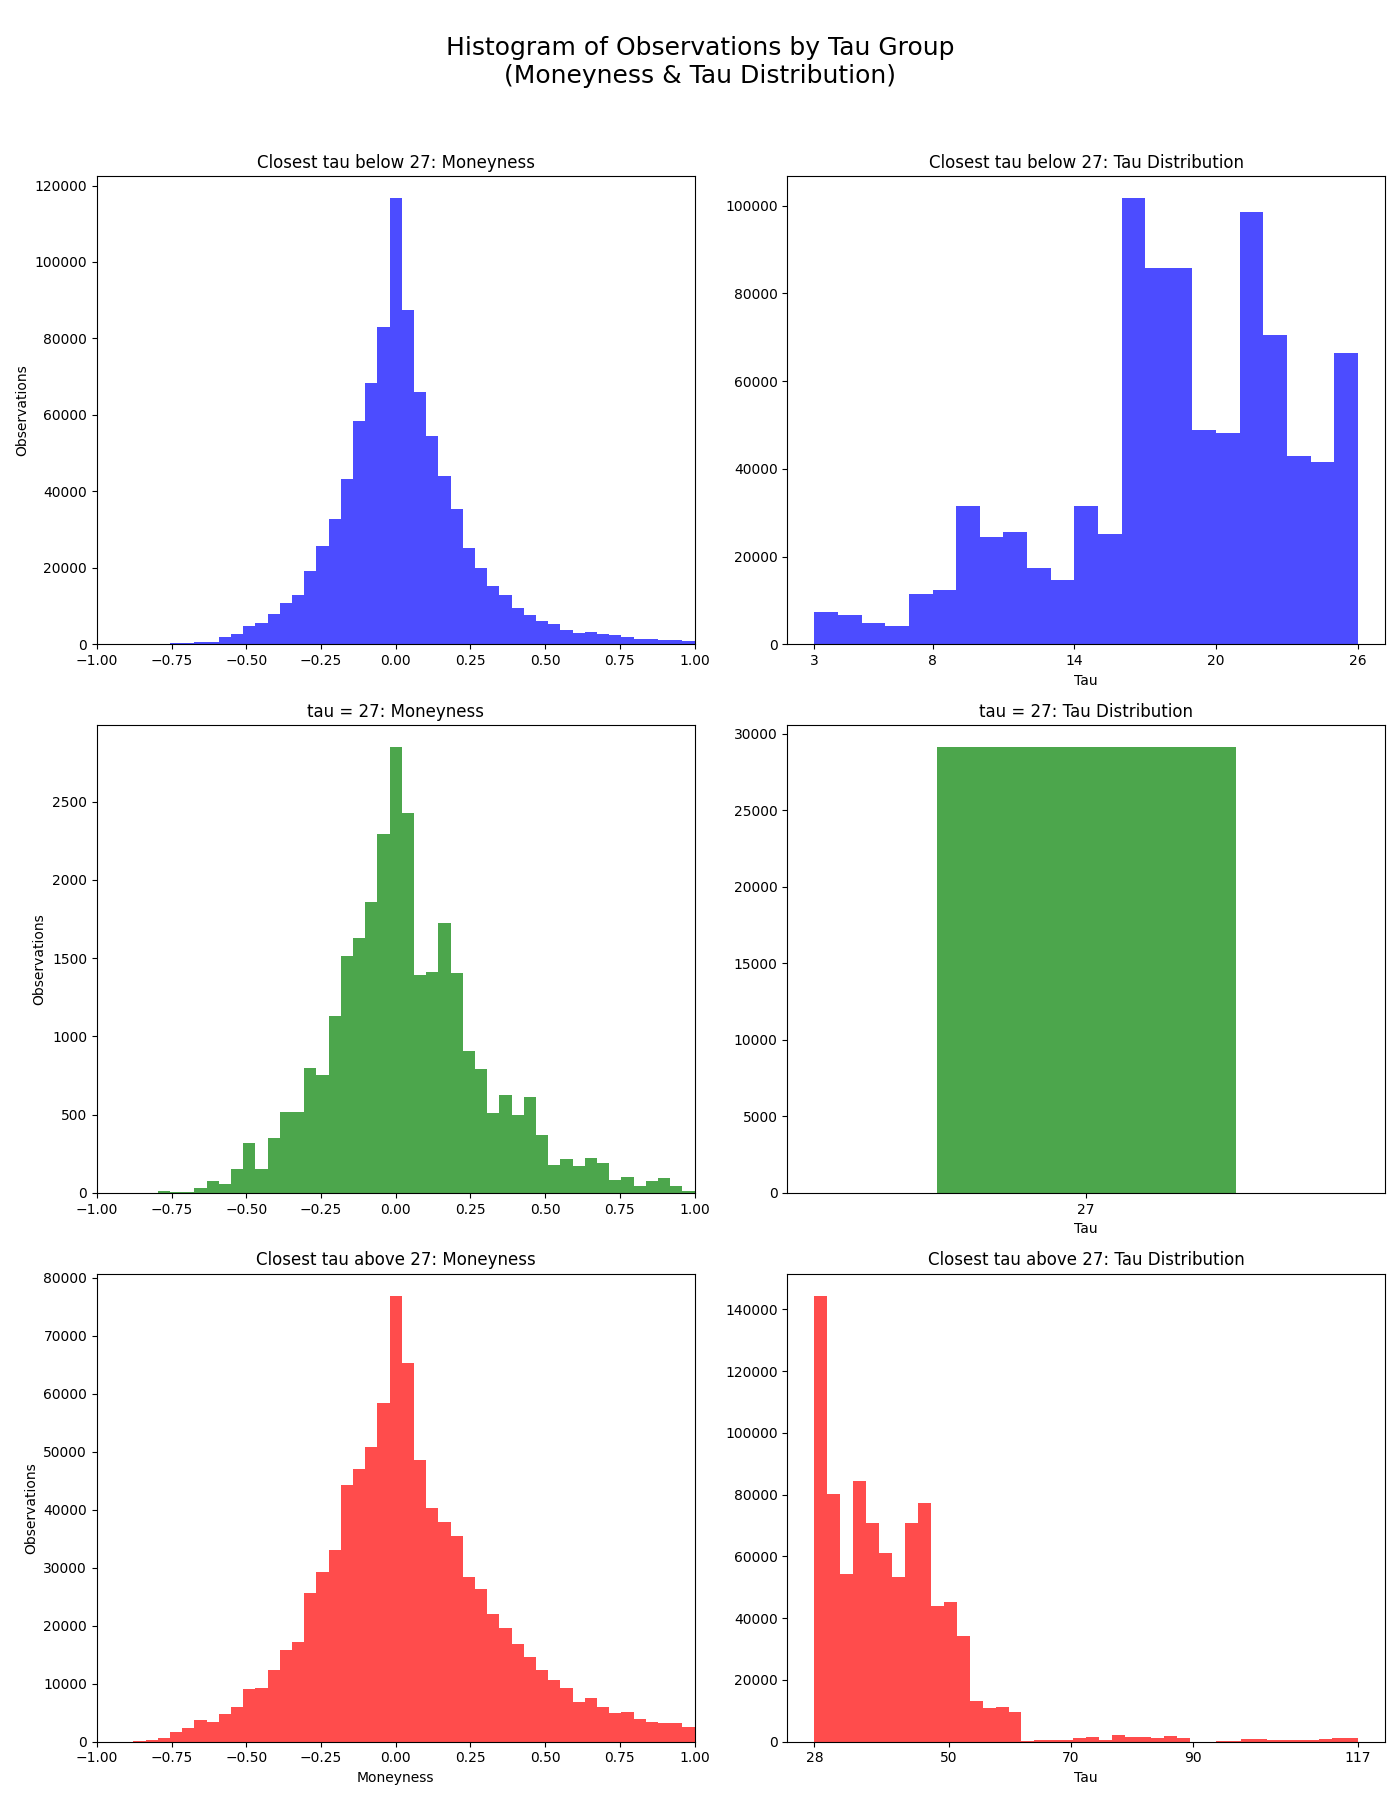 Histogram of Observations by Tau Group
(Moneyness & Tau Distribution)
Closest tau below 27: Moneyness
120000
100000
80000
60000
40000
20000
0
Observations
−1.00 −0.75 −0.50 −0.25 0.00 0.25 0.50 0.75 1.00
Closest tau below 27: Tau Distribution
100000
80000
60000
40000
20000
0
3 8 14 20 26
Tau
tau = 27: Moneyness
2500
2000
1500
1000
500
0
Observations
−1.00 −0.75 −0.50 −0.25 0.00 0.25 0.50 0.75 1.00
tau = 27: Tau Distribution
30000
25000
20000
15000
10000
5000
0
27
Tau
Closest tau above 27: Moneyness
80000
70000
60000
50000
40000
30000
20000
10000
0
Observations
−1.00 −0.75 −0.50 −0.25 0.00 0.25 0.50 0.75 1.00
Moneyness
Closest tau above 27: Tau Distribution
140000
120000
100000
80000
60000
40000
20000
0
28 50 70 90 117
Tau